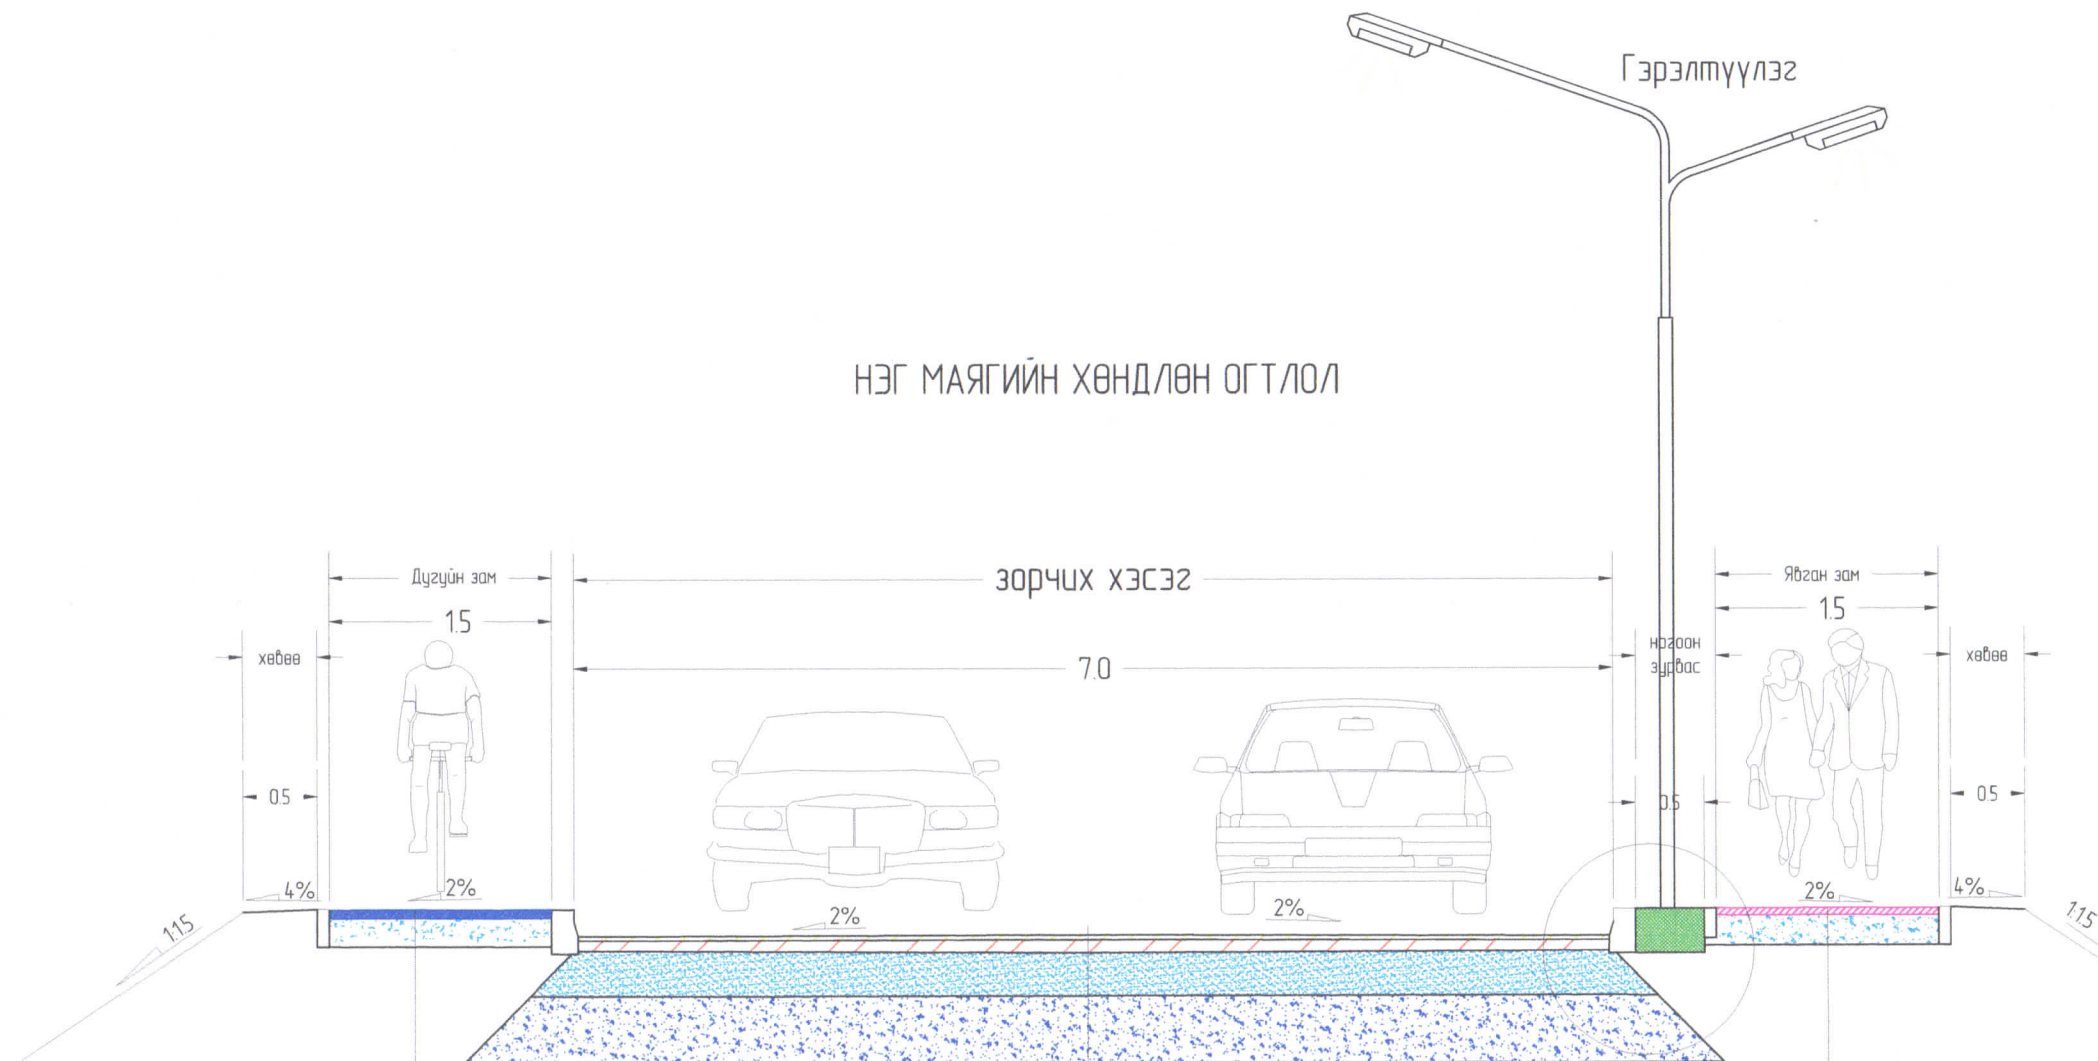 Гэрэлтүүлэг
НЭГ МАЯГИЙН ХӨНДЛӨН ОГТЛОЛ
Дугуйн зам
зорчих хэсэг
Явган зам
1.5
1.5
хөвөө
7.0
ногоон
зурвас
хөвөө
0.5
0.5
0.5
4%
2%
2%
2%
2%
4%
1:1.5
1:1.5